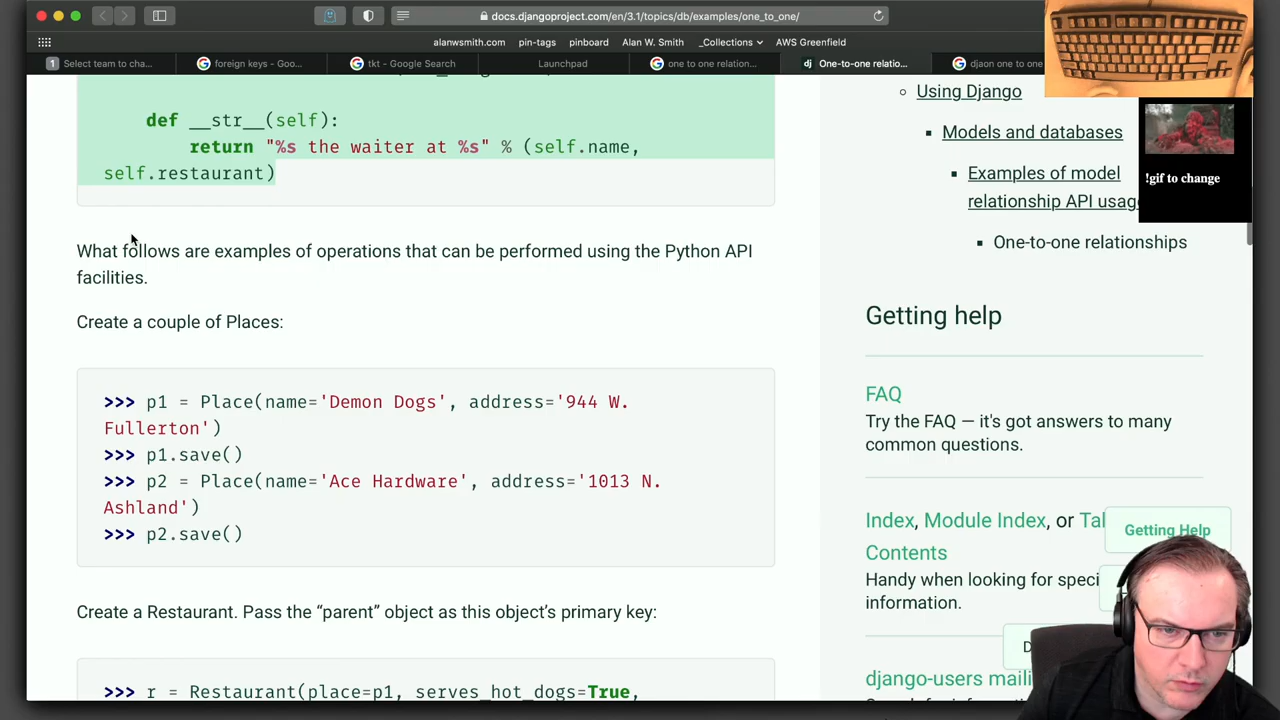 docs.djangoproject.com/en/3.1/topics/db/examples/one_to_one/
alanwsmith.com pin-tags pinboard Alan W. Smith _Collections AWS Greenfield
1 Select team to cha... foreign keys - Goo... tkt - Google Search Launchpad one to one relation... dj One-to-one relatio... djaon one to one
def __str__(self):
return "%s the waiter at %s" % (self.name,
self.restaurant)
What follows are examples of operations that can be performed using the Python API
facilities.
Create a couple of Places:
>>> p1 = Place(name='Demon Dogs', address='944 W.
Fullerton')
>>> p1.save()
>>> p2 = Place(name='Ace Hardware', address='1013 N.
Ashland')
>>> p2.save()
Create a Restaurant. Pass the “parent” object as this object’s primary key:
>>> r = Restaurant(place=p1, serves_hot_dogs=True,
Using Django
Models and databases
Examples of model
relationship API usag
One-to-one relationships
!gif to change
Getting help
FAQ
Try the FAQ — it's got answers to many
common questions.
Index, Module Index, or Tal
Contents
Getting Help
Handy when looking for speci
information.
D
django-users maili